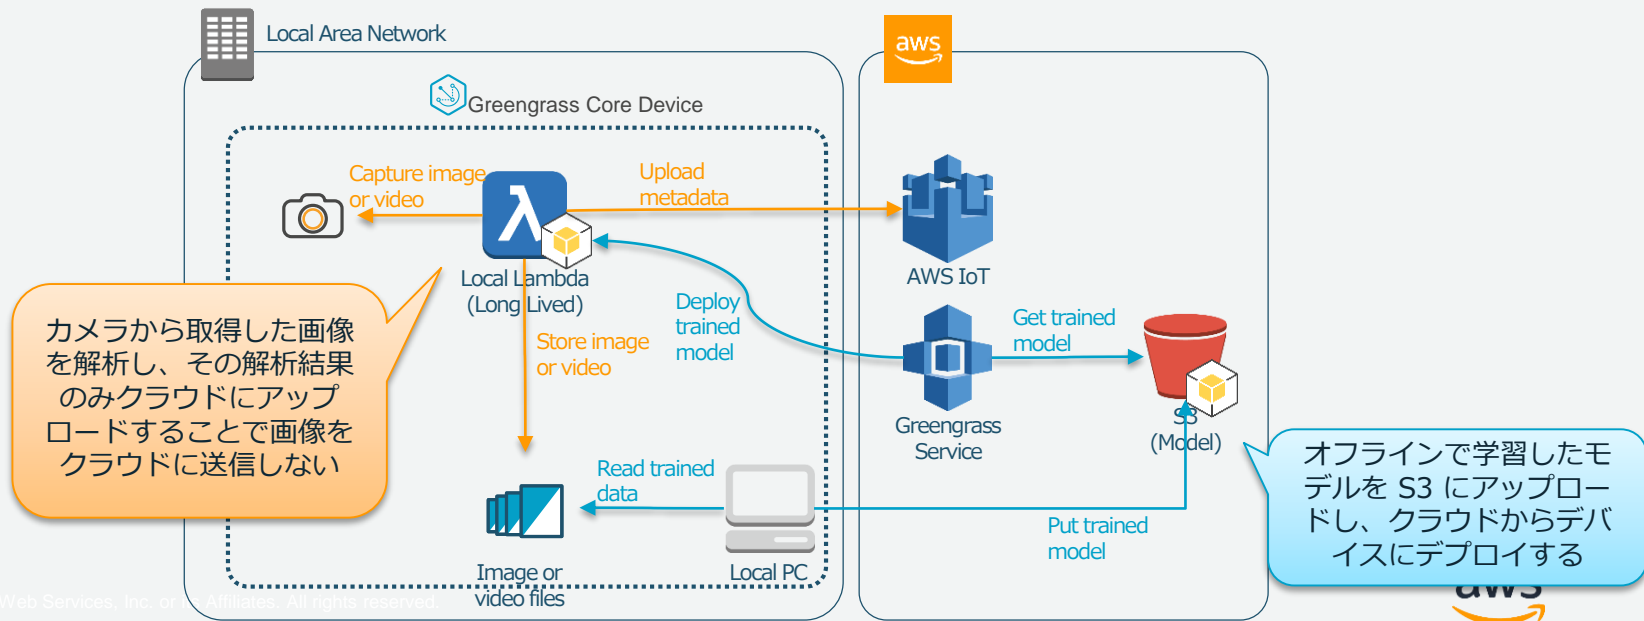 Local Area Network
aws
Greengrass Core Device
Capture image
or video
Upload
metadata
λ
Local Lambda
(Long Lived)
AWS IoT
カメラから取得した画像
を解析し、その解析結果
のみクラウドにアップ
ロードすることで画像を
クラウドに送信しない
Store image
or video
Deploy
trained
model
Get trained
model
Greengrass
Service
S3
(Model)
オフラインで学習したモ
デルを S3 にアップロー
ドし、クラウドからデバ
イスにデプロイする
Read trained
data
Put trained
model
Image or
video files
Local PC
Web Services, Inc. or its Affiliates. All rights reserved.
aws